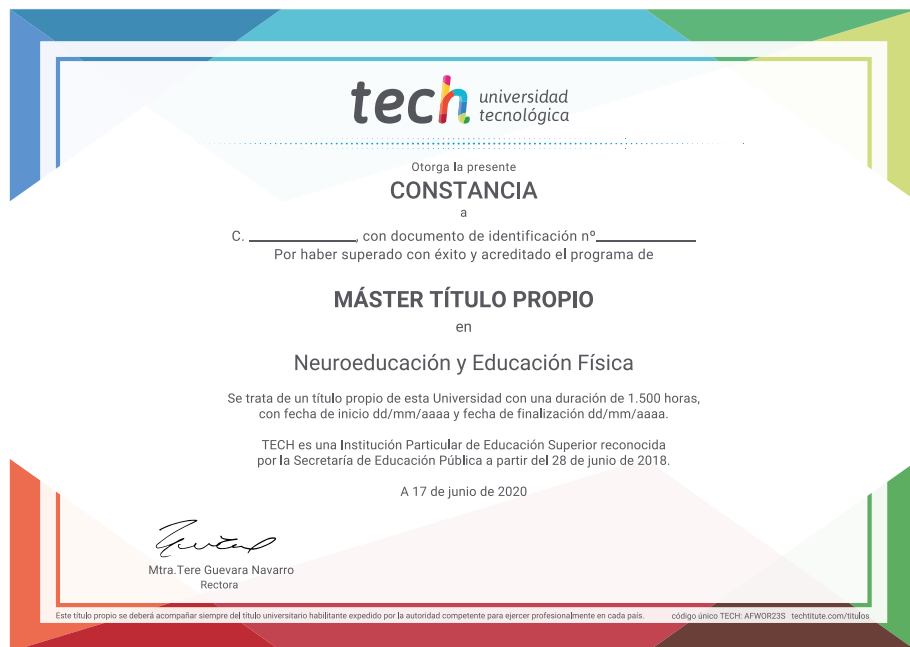 tech universidad
tecnológica
Otorga la presente
CONSTANCIA
a
C. ____________, con documento de identificación nº____________
Por haber superado con éxito y acreditado el programa de
MÁSTER TÍTULO PROPIO
en
Neuroeducación y Educación Física
Se trata de un título propio de esta Universidad con una duración de 1.500 horas,
con fecha de inicio dd/mm/aaaa y fecha de finalización dd/mm/aaaa.
TECH es una Institución Particular de Educación Superior reconocida
por la Secretaría de Educación Pública a partir del 28 de junio de 2018.
A 17 de junio de 2020
Mtra.Tere Guevara Navarro
Rectora
Este título propio se deberá acompañar siempre del título universitario habilitante expedido por la autoridad competente para ejercer profesionalmente en cada país. código único TECH: AFWOR23S techtitute.com/titulos